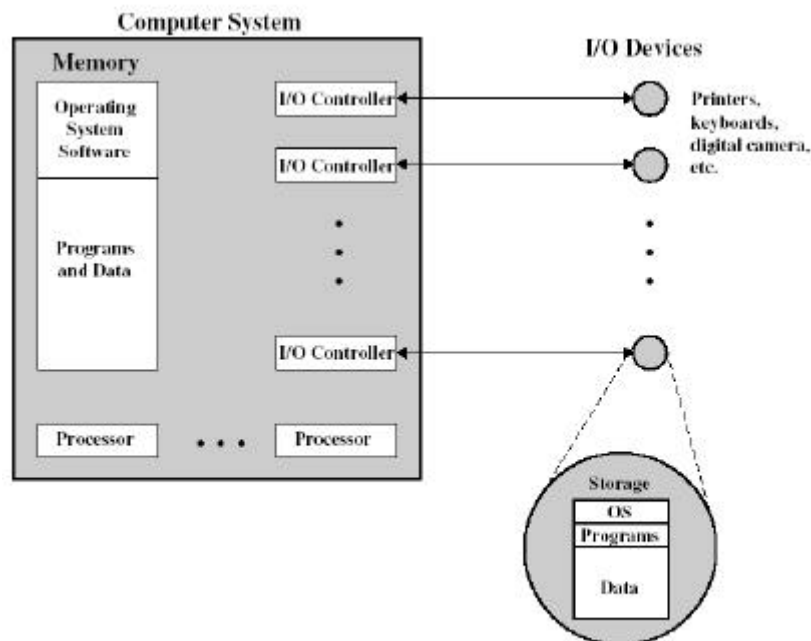 Computer System
Memory
Operating
System
Software
Programs
and Data
I/O Controller
I/O Controller
I/O Controller
Processor
Processor
I/O Devices
Printers,
keyboards,
digital camera,
etc.
Storage
OS
Programs
Data